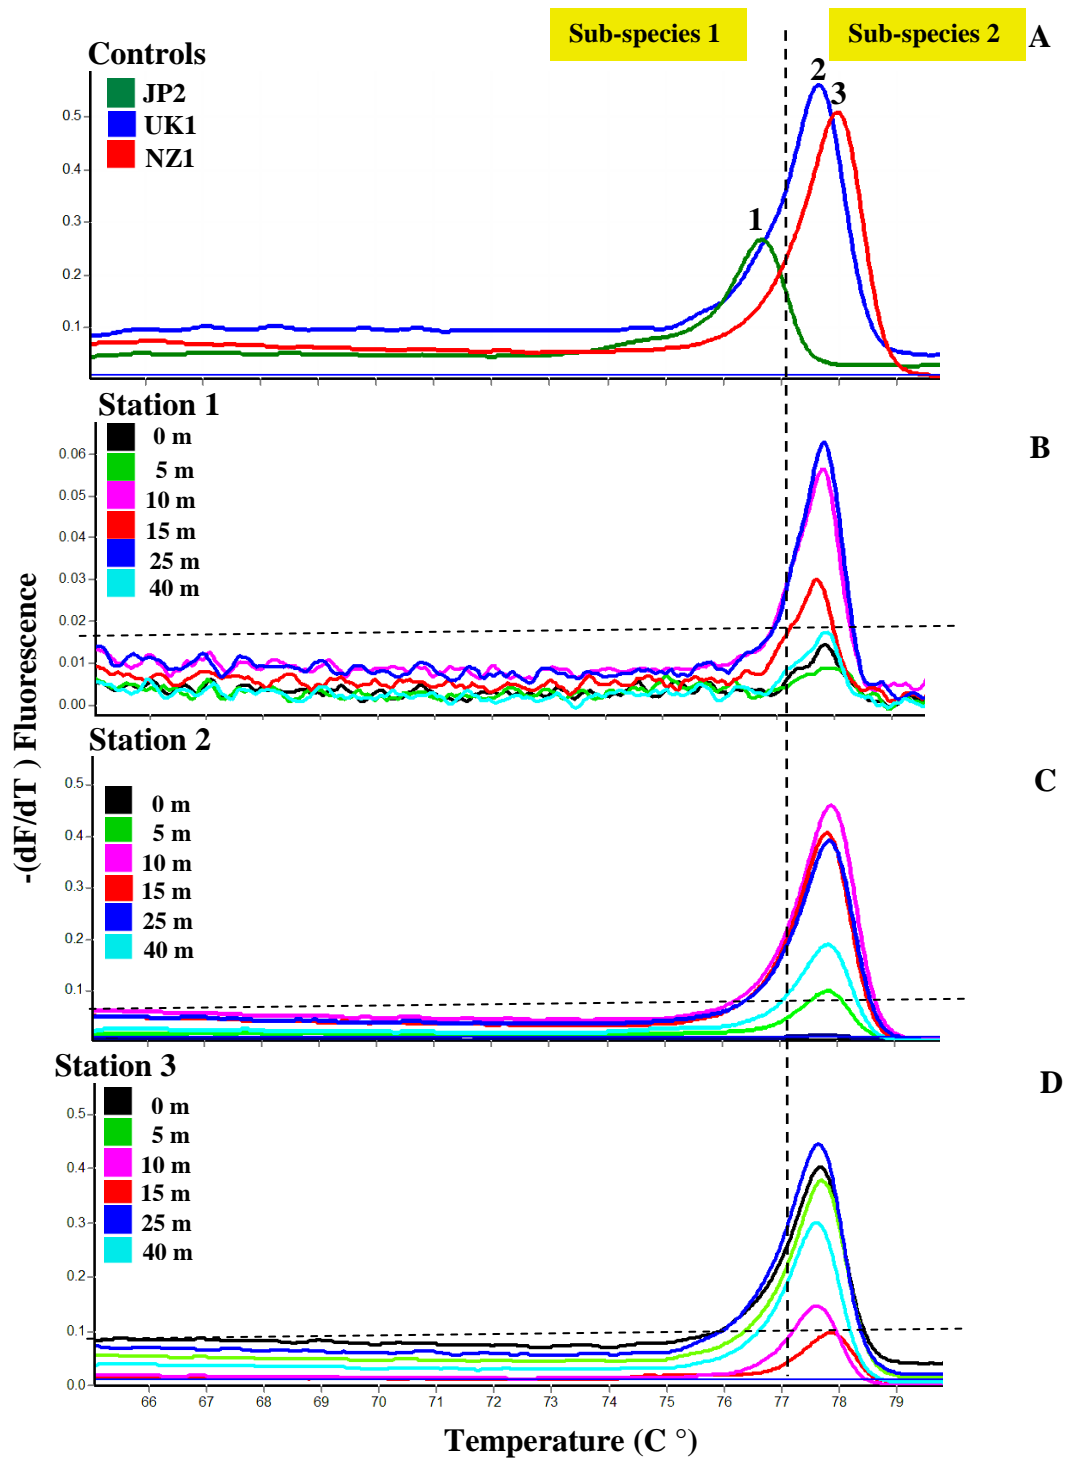 Sub-species 1
Sub-species 2
A
Controls
JP2
UK1
NZ1
1
2
3
0.5
0.4
0.3
0.2
0.1
Station 1
B
0 m
5 m
10 m
15 m
25 m
40 m
0.06
0.05
0.04
0.03
0.02
0.01
0.00
Station 2
C
0 m
5 m
10 m
15 m
25 m
40 m
0.5
0.4
0.3
0.2
0.1
Station 3
D
0 m
5 m
10 m
15 m
25 m
40 m
0.5
0.4
0.3
0.2
0.1
0.0
66 67 68 69 70 71 72 73 74 75 76 77 78 79
-(dF/dT ) Fluorescence
Temperature (C °)